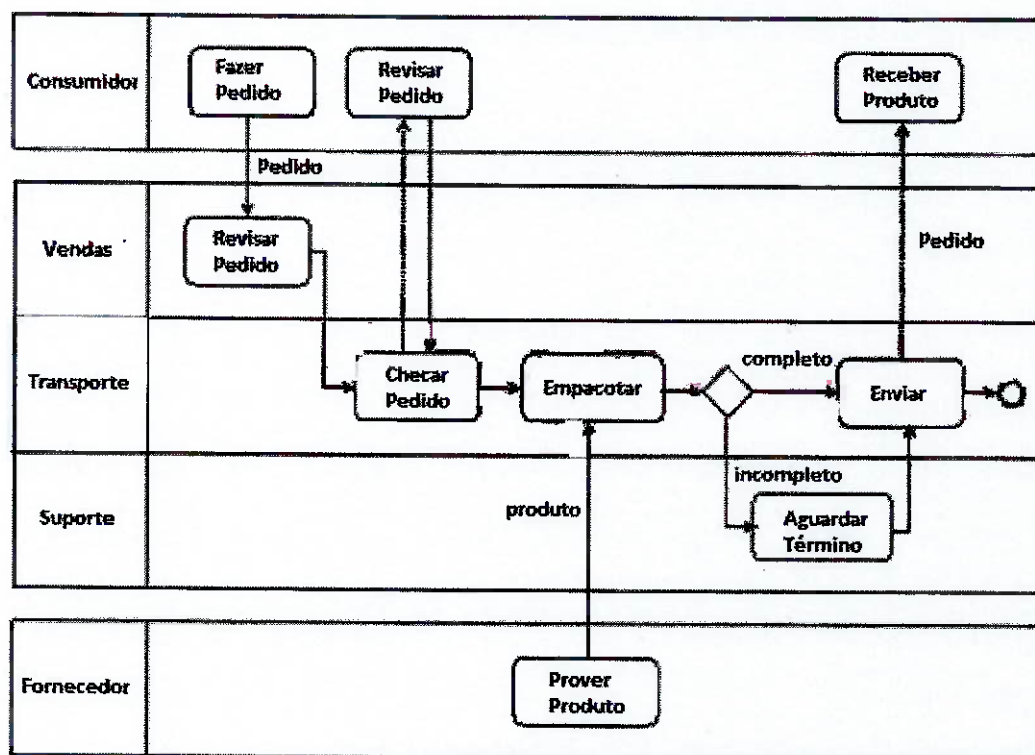 Consumidor
Fazer
Pedido
Revisar
Pedido
Receber
Produto
Pedido
Vendas
Revisar
Pedido
Pedido
Transporte
Checar
Pedido
Empacotar
completo
Enviar
Suporte
produto
incompleto
Aguardar
Término
Fornecedor
Prover
Produto